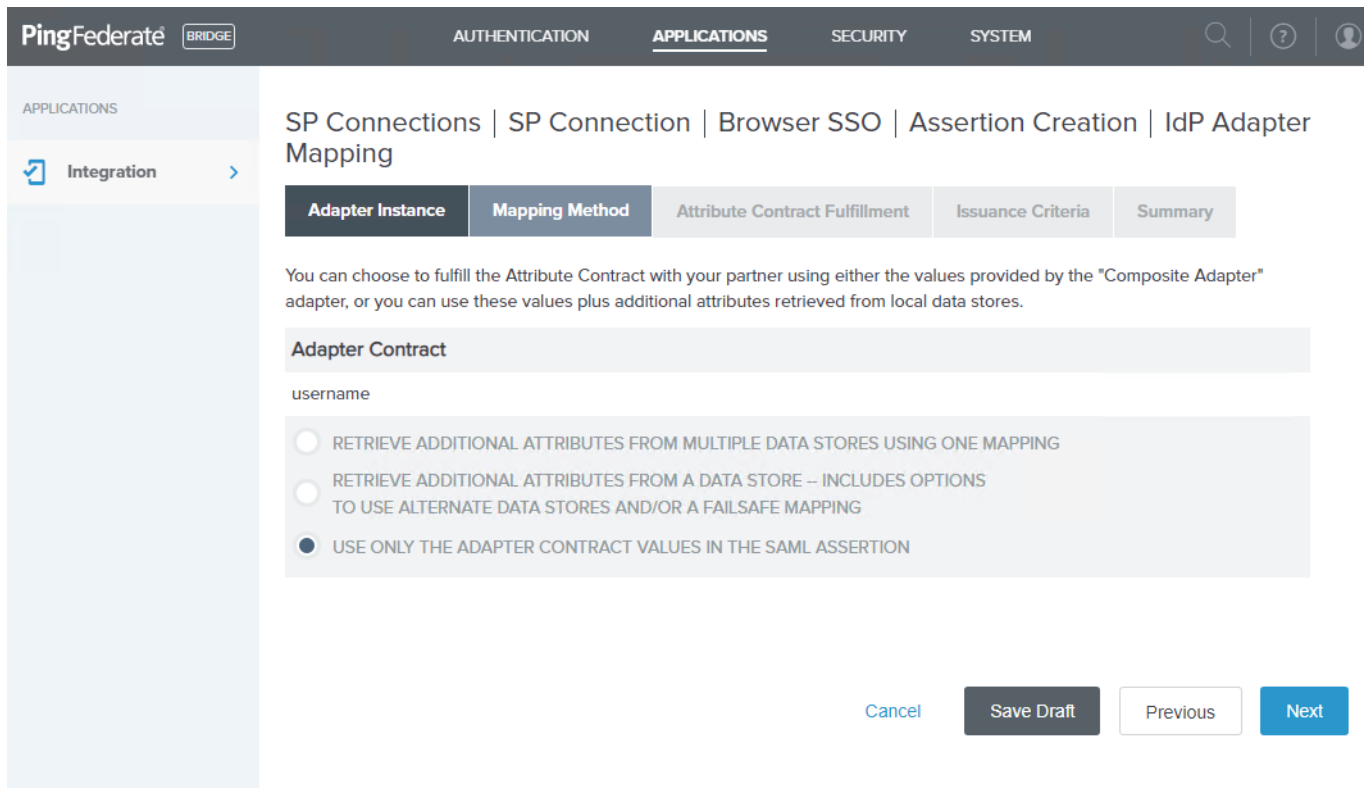 PingFederate BRIDGE AUTHENTICATION APPLICATIONS SECURITY SYSTEM ?
APPLICATIONS
Integration
SP Connections | SP Connection | Browser SSO | Assertion Creation | IdP Adapter
Mapping
Adapter Instance Mapping Method Attribute Contract Fulfillment Issuance Criteria Summary
You can choose to fulfill the Attribute Contract with your partner using either the values provided by the "Composite Adapter"
adapter, or you can use these values plus additional attributes retrieved from local data stores.
Adapter Contract
username
RETRIEVE ADDITIONAL ATTRIBUTES FROM MULTIPLE DATA STORES USING ONE MAPPING
RETRIEVE ADDITIONAL ATTRIBUTES FROM A DATA STORE – INCLUDES OPTIONS
TO USE ALTERNATE DATA STORES AND/OR A FAILSAFE MAPPING
USE ONLY THE ADAPTER CONTRACT VALUES IN THE SAML ASSERTION
Cancel Save Draft Previous Next